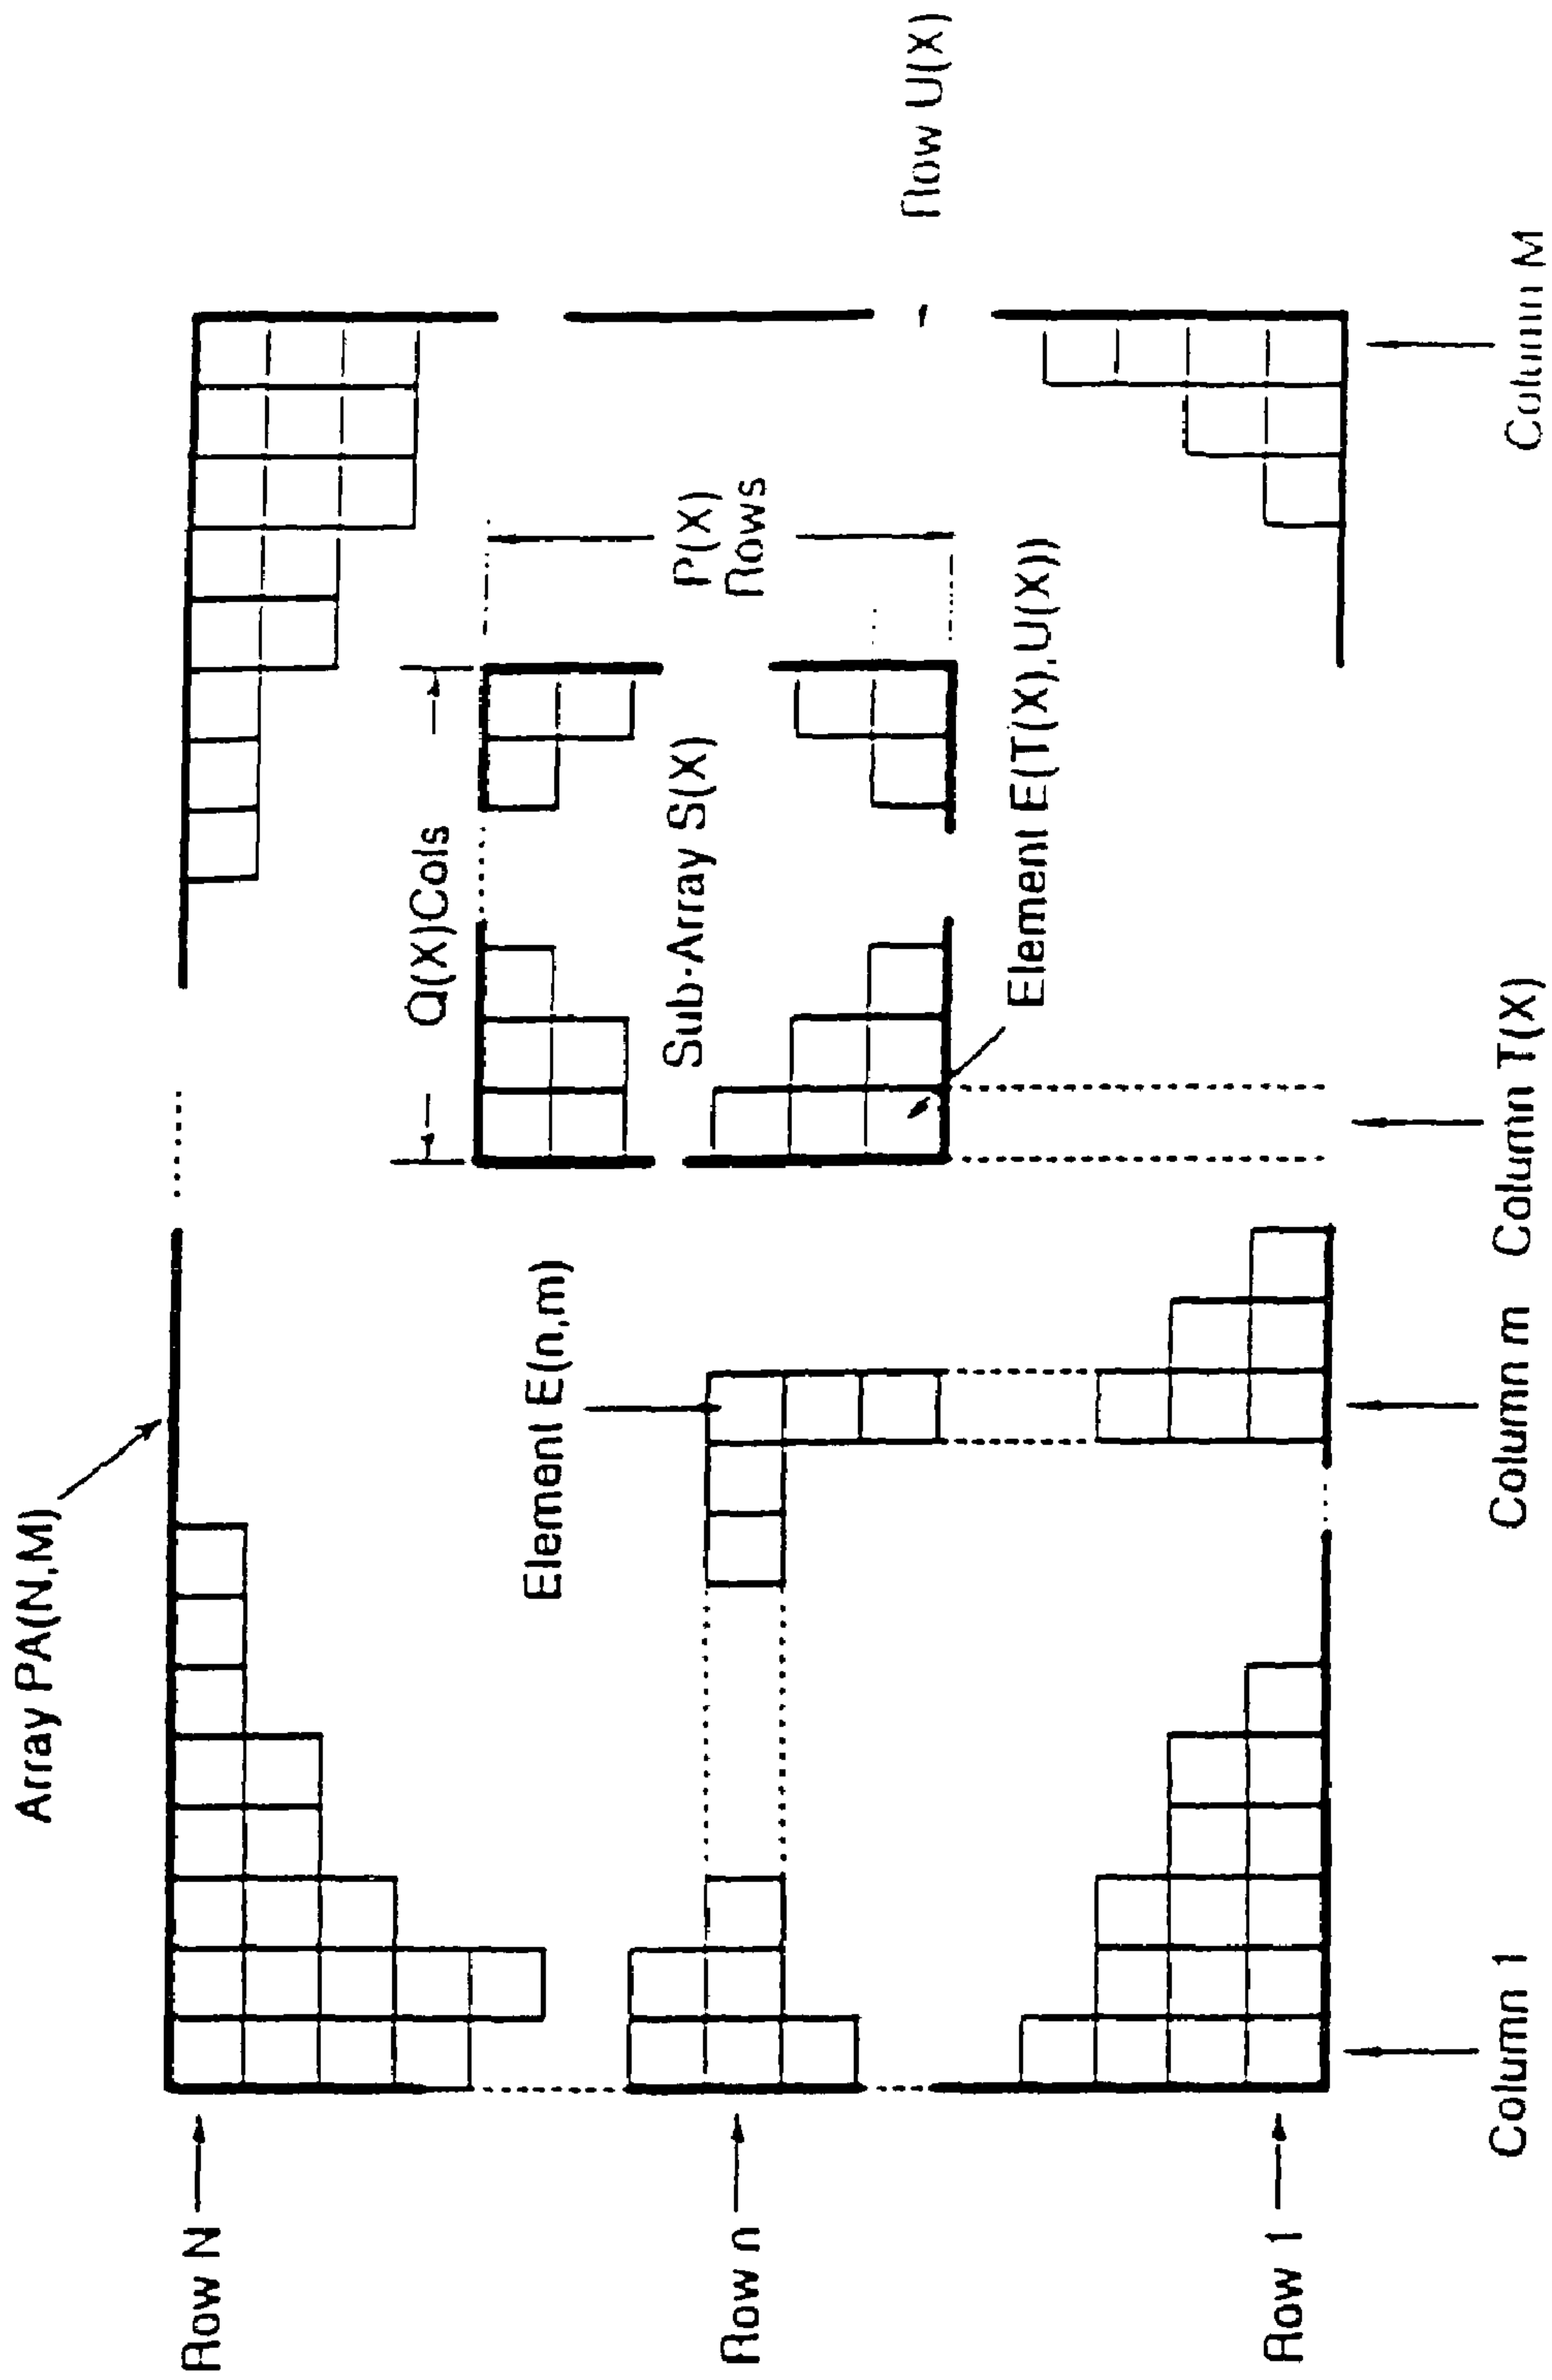 Array PA(N,M)
Row N
Q(X)Cols
P(X)
Rows
Element E(n,m)
Sub-Array S(X)
Row n
Row U(X)
Element E(T(X),U(X))
Row 1
Column 1
Column m
Column T(X)
Column M